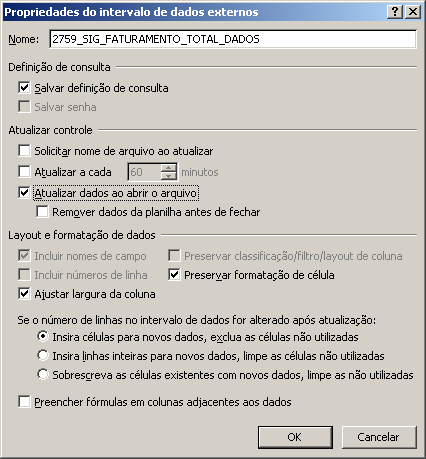 Propriedades do intervalo de dados externos
Nome: 2759_SIG_FATURAMENTO_TOTAL_DADOS
Definição de consulta
Salvar definição de consulta
Salvar senha
Atualizar controle
Solicitar nome de arquivo ao atualizar
Atualizar a cada 60 minutos
Atualizar dados ao abrir o arquivo
Remover dados da planilha antes de fechar
Layout e formatação de dados
Incluir nomes de campo Preservar classificação/filtro/layout de coluna
Incluir números de linha Preservar formatação de célula
Ajustar largura da coluna
Se o número de linhas no intervalo de dados for alterado após atualização:
Insira células para novos dados, exclua as células não utilizadas
Insira linhas inteiras para novos dados, limpe as células não utilizadas
Sobrescreva as células existentes com novos dados, limpe as não utilizadas
Preencher fórmulas em colunas adjacentes aos dados
OK Cancelar